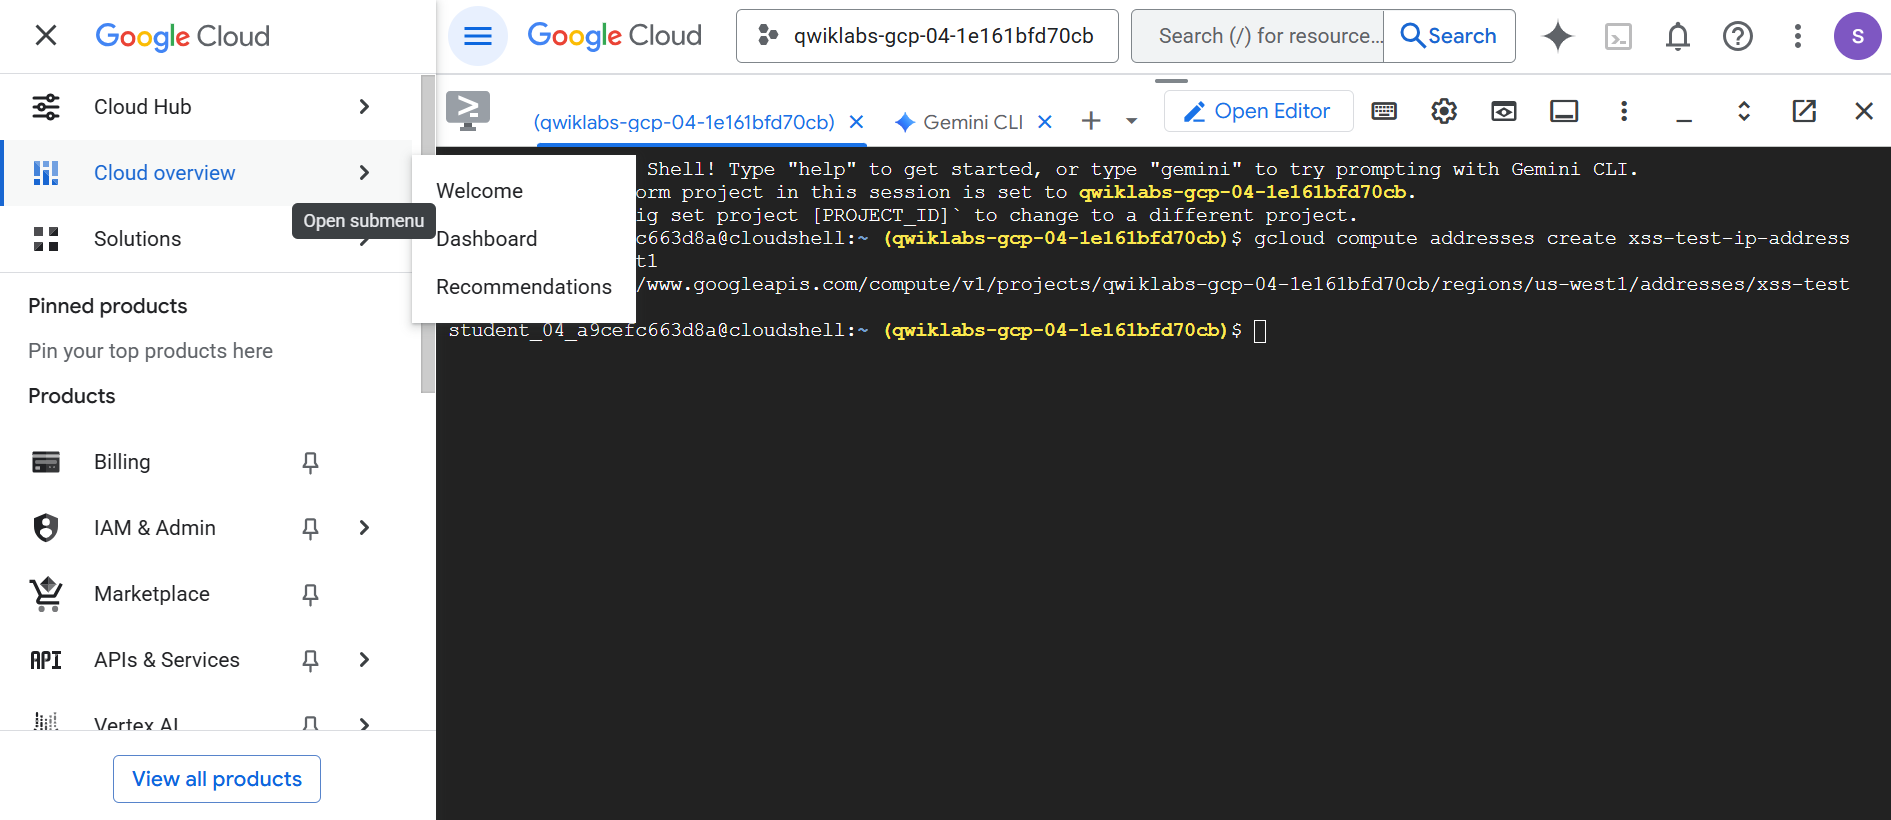 Google Cloud
Google Cloud
qwiklabs-gcp-04-1e161bfd70cb
Search (/) for resource...
Search
S
Cloud Hub
Cloud overview
Open submenu
Solutions
Pinned products
Pin your top products here
Products
Billing
IAM & Admin
Marketplace
API
APIs & Services
Vertex AI
View all products
Welcome
Dashboard
Recommendations
(qwiklabs-gcp-04-1e161bfd70cb)
Gemini CLI
Open Editor
Shell! Type "help" to get started, or type "gemini" to try prompting with Gemini CLI.
orm project in this session is set to qwiklabs-gcp-04-1e161bfd70cb.
ig set project [PROJECT_ID]` to change to a different project.
fc663d8a@cloudshell:~ (qwiklabs-gcp-04-1e161bfd70cb)$ gcloud compute addresses create xss-test-ip-address
t1
/www.googleapis.com/compute/v1/projects/qwiklabs-gcp-04-1e161bfd70cb/regions/us-west1/addresses/xss-test
student_04_a9cefc663d8a@cloudshell:~ (qwiklabs-gcp-04-1e161bfd70cb)$